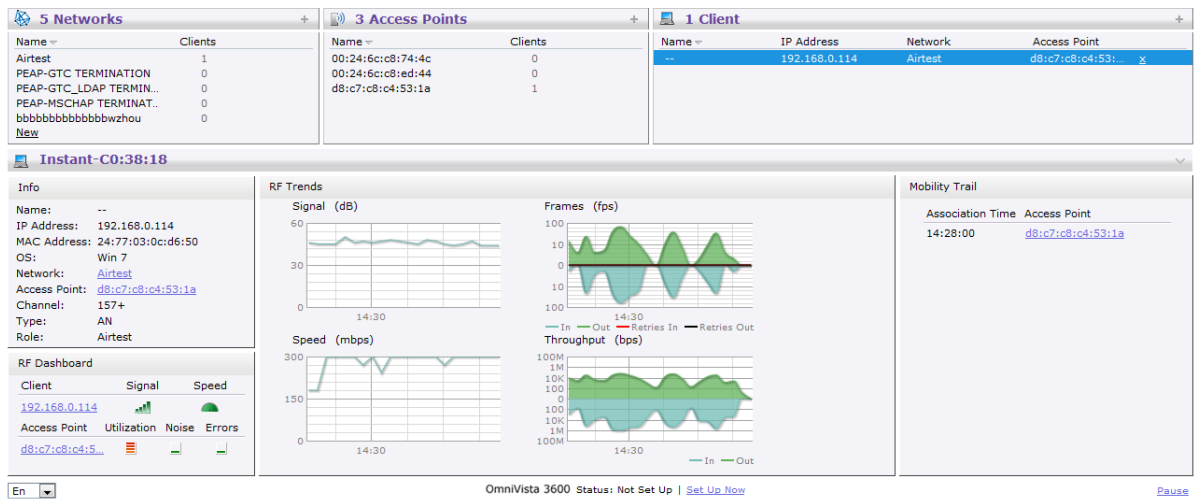 5 Networks +
Name Clients
Airtest 1
PEAP-GTC TERMINATION 0
PEAP-GTC_LDAP TERMIN... 0
PEAP-MSCHAP TERMINAT.. 0
bbbbbbbbbbbbbbwzhou 0
New
3 Access Points +
Name Clients
00:24:6c:c8:74:4c 0
00:24:6c:c8:ed:44 0
d8:c7:c8:c4:53:1a 1
1 Client +
Name IP Address Network Access Point
-- 192.168.0.114 Airtest d8:c7:c8:c4:53:... x
Instant-C0:38:18
Info
Name: --
IP Address: 192.168.0.114
MAC Address: 24:77:03:0c:d6:50
OS: Win 7
Network: Airtest
Access Point: d8:c7:c8:c4:53:1a
Channel: 157+
Type: AN
Role: Airtest
RF Dashboard
Client Signal Speed
192.168.0.114
Access Point Utilization Noise Errors
d8:c7:c8:c4:5...
RF Trends
Signal (dB)
60
30
0
14:30
Frames (fps)
100
10
0
10
100
14:30
In Out Retries In Retries Out
Speed (mbps)
300
150
0
14:30
Throughput (bps)
100M
1M
10K
100
0
100
10K
1M
100M
14:30
In Out
Mobility Trail
Association Time Access Point
14:28:00 d8:c7:c8:c4:53:1a
En
OmniVista 3600 Status: Not Set Up | Set Up Now
Pause